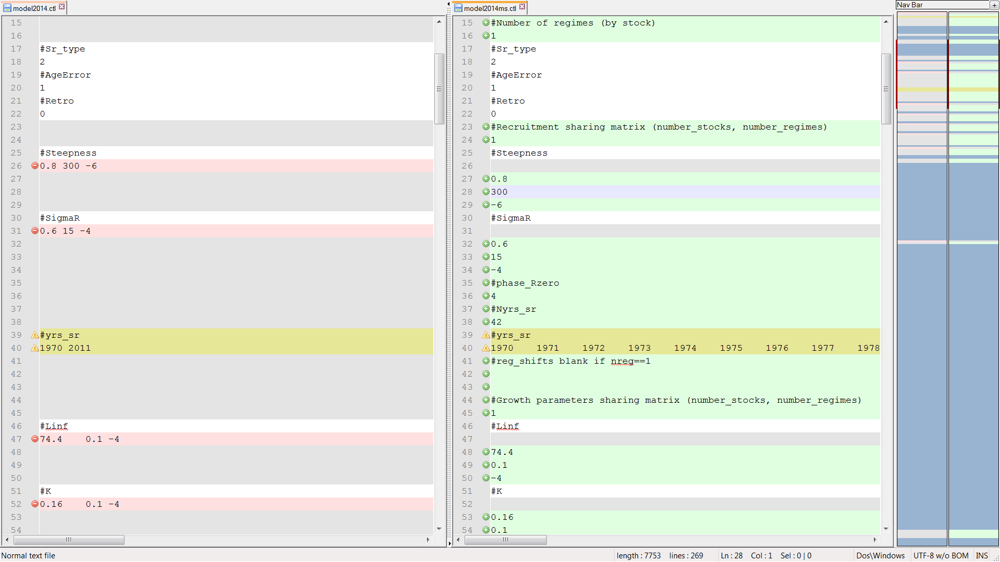 model2014.ctl
15
16
17 #Sr_type
18 2
19 #AgeError
20 1
21 #Retro
22 0
23
24
25 #Steepness
26 0.8 300 -6
27
28
29
30 #SigmaR
31 0.6 15 -4
32
33
34
35
36
37
38
39 #yrs_sr
40 1970 2011
41
42
43
44
45
46 #Linf
47 74.4 0.1 -4
48
49
50
51 #K
52 0.16 0.1 -4
53
54
model2014ms.ctl
15 #Number of regimes (by stock)
16 1
17 #Sr_type
18 2
19 #AgeError
20 1
21 #Retro
22 0
23 #Recruitment sharing matrix (number_stocks, number_regimes)
24 1
25 #Steepness
26
27 0.8
28 300
29 -6
30 #SigmaR
31
32 0.6
33 15
34 -4
35 #phase_Rzero
36 4
37 #Nyrs_sr
38 42
39 #yrs_sr
40 1970 1971 1972 1973 1974 1975 1976 1977 1978
41 #reg_shifts blank if nreg==1
42
43
44 #Growth parameters sharing matrix (number_stocks, number_regimes)
45 1
46 #Linf
47
48 74.4
49 0.1
50 -4
51 #K
52
53 0.16
54 0.1
Nav Bar +
Normal text file length : 7753 lines : 269 Ln : 28 Col : 1 Sel : 0 | 0 Dos\Windows UTF-8 w/o BOM INS